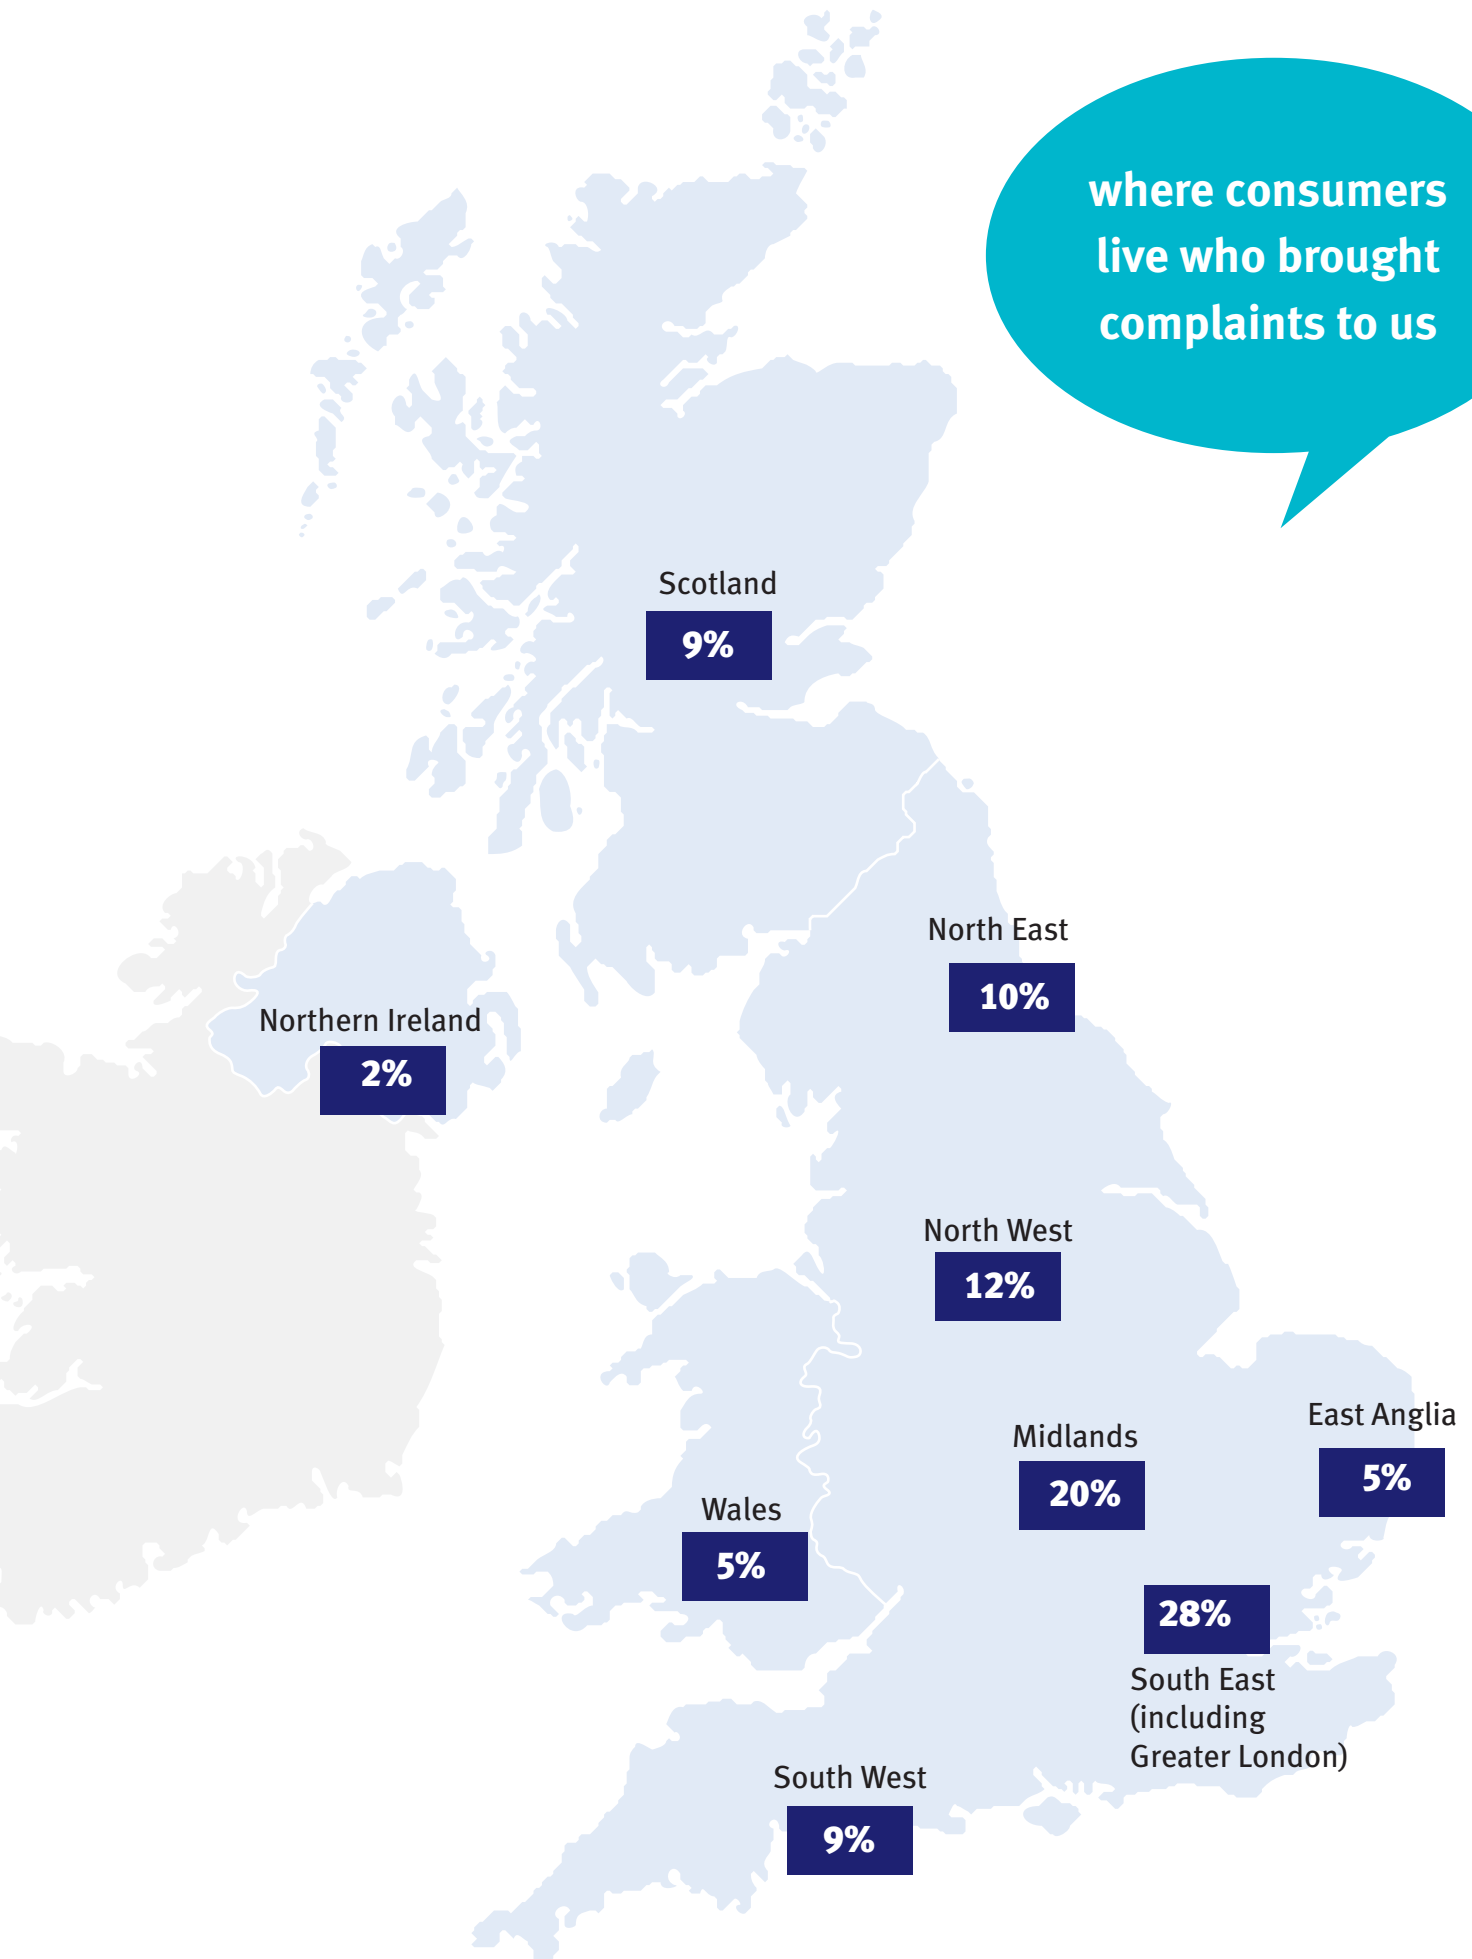 where consumers
live who brought
complaints to us
Scotland
9%
North East
10%
Northern Ireland
2%
North West
12%
East Anglia
5%
Midlands
20%
Wales
5%
28%
South East
(including
Greater London)
South West
9%